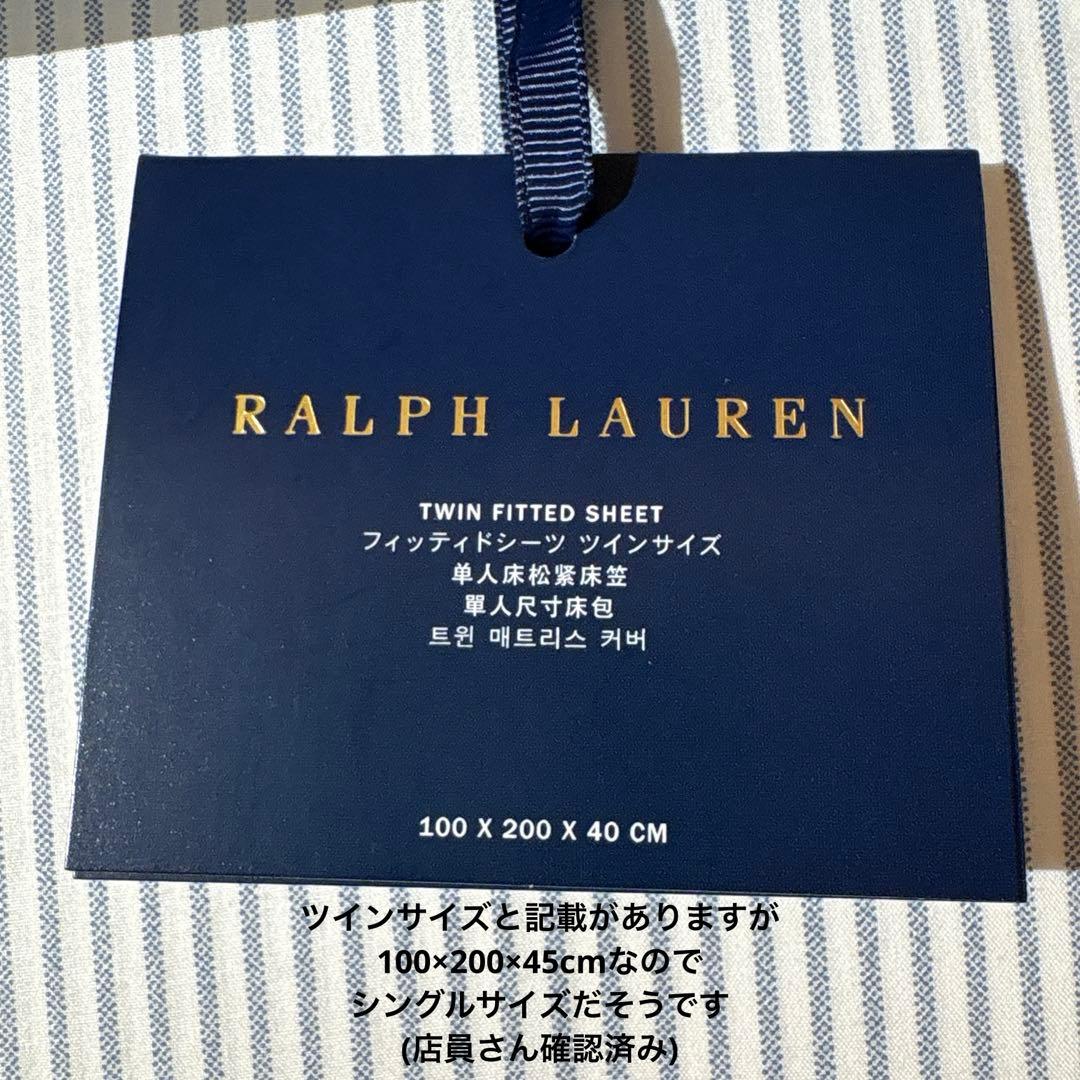 RALPH LAUREN
TWIN FITTED SHEET
フィッティドシーツ ツインサイズ
单人床松紧床笠
單人尺寸床包
트윈 매트리스 커버
100 X 200 X 40 CM
ツインサイズと記載がありますが
100×200×45cmなので
シングルサイズだそうです
(店員さん確認済み)